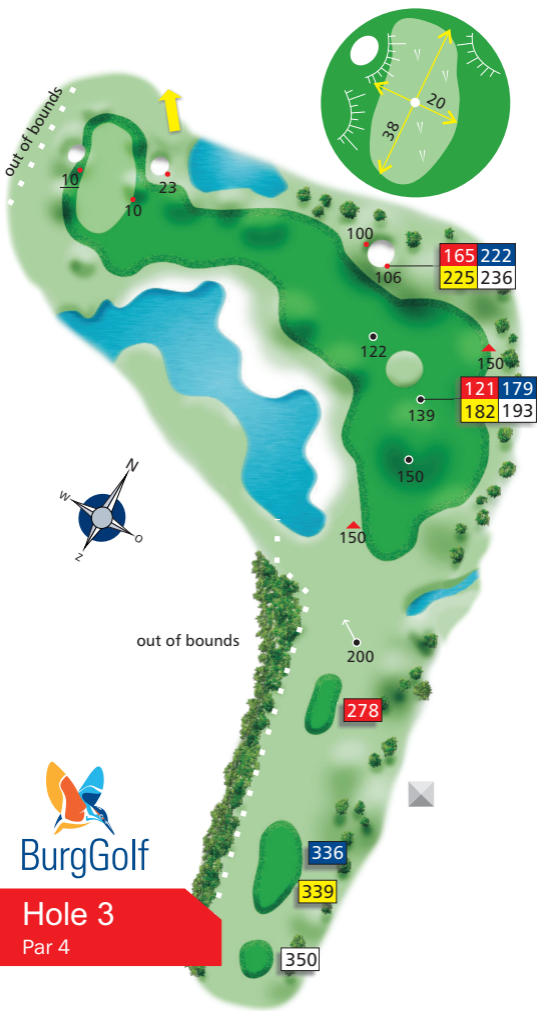 out of bounds
20
38
10
23
10
100
106
165 222
225 236
122
150
121 179
182 193
139
150
150
N
W
O
Z
out of bounds
200
278
BurgGolf
336
339
Hole 3
Par 4
350